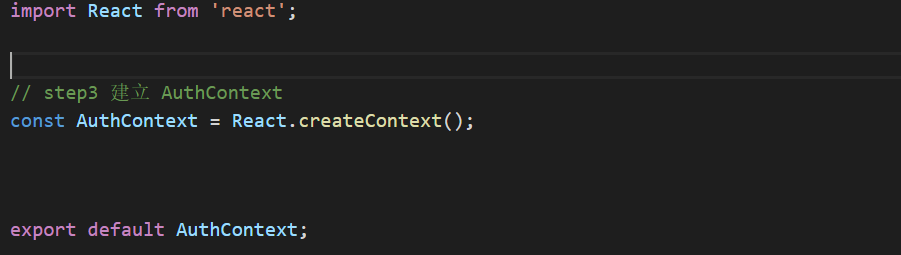 import React from 'react';
// step3 建立 AuthContext
const AuthContext = React.createContext();
export default AuthContext;